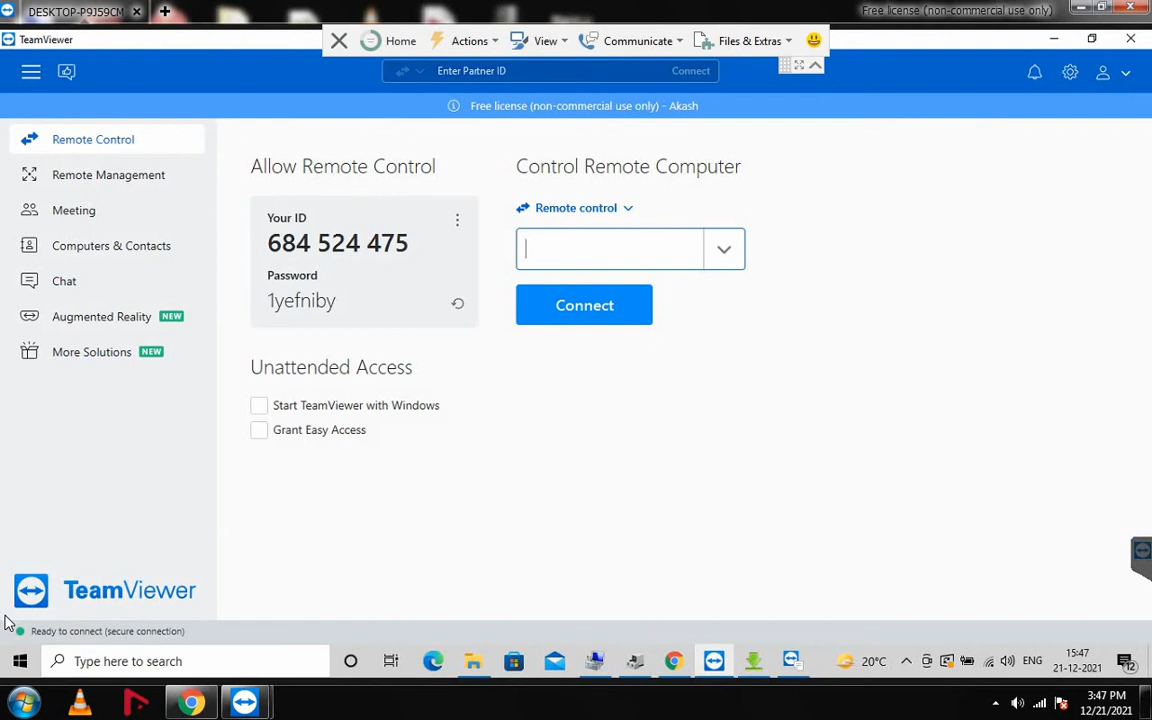 DESKTOP-P9J59CM
Free license (non-commercial use only)
TeamViewer
Home
Actions
View
Communicate
Files & Extras
Enter Partner ID
Connect
Free license (non-commercial use only) - Akash
Remote Control
Remote Management
Meeting
Computers & Contacts
Chat
Augmented Reality NEW
More Solutions NEW
Allow Remote Control
Your ID
684 524 475
Password
1yefniby
Unattended Access
Start TeamViewer with Windows
Grant Easy Access
Control Remote Computer
Remote control
Connect
TeamViewer
Ready to connect (secure connection)
Type here to search
20°C
ENG
15:47
21-12-2021
12
3:47 PM
12/21/2021